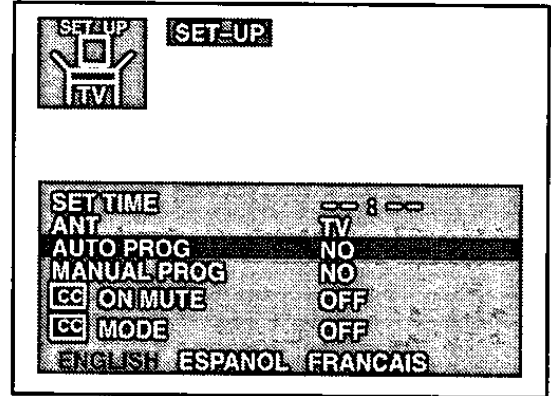 SET-UP
SET-UP
TV
SET TIME -- : --
ANT TV
AUTO PROG NO
MANUAL PROG NO
CC ON MUTE OFF
CC MODE OFF
ENGLISH ESPANOL FRANCAIS